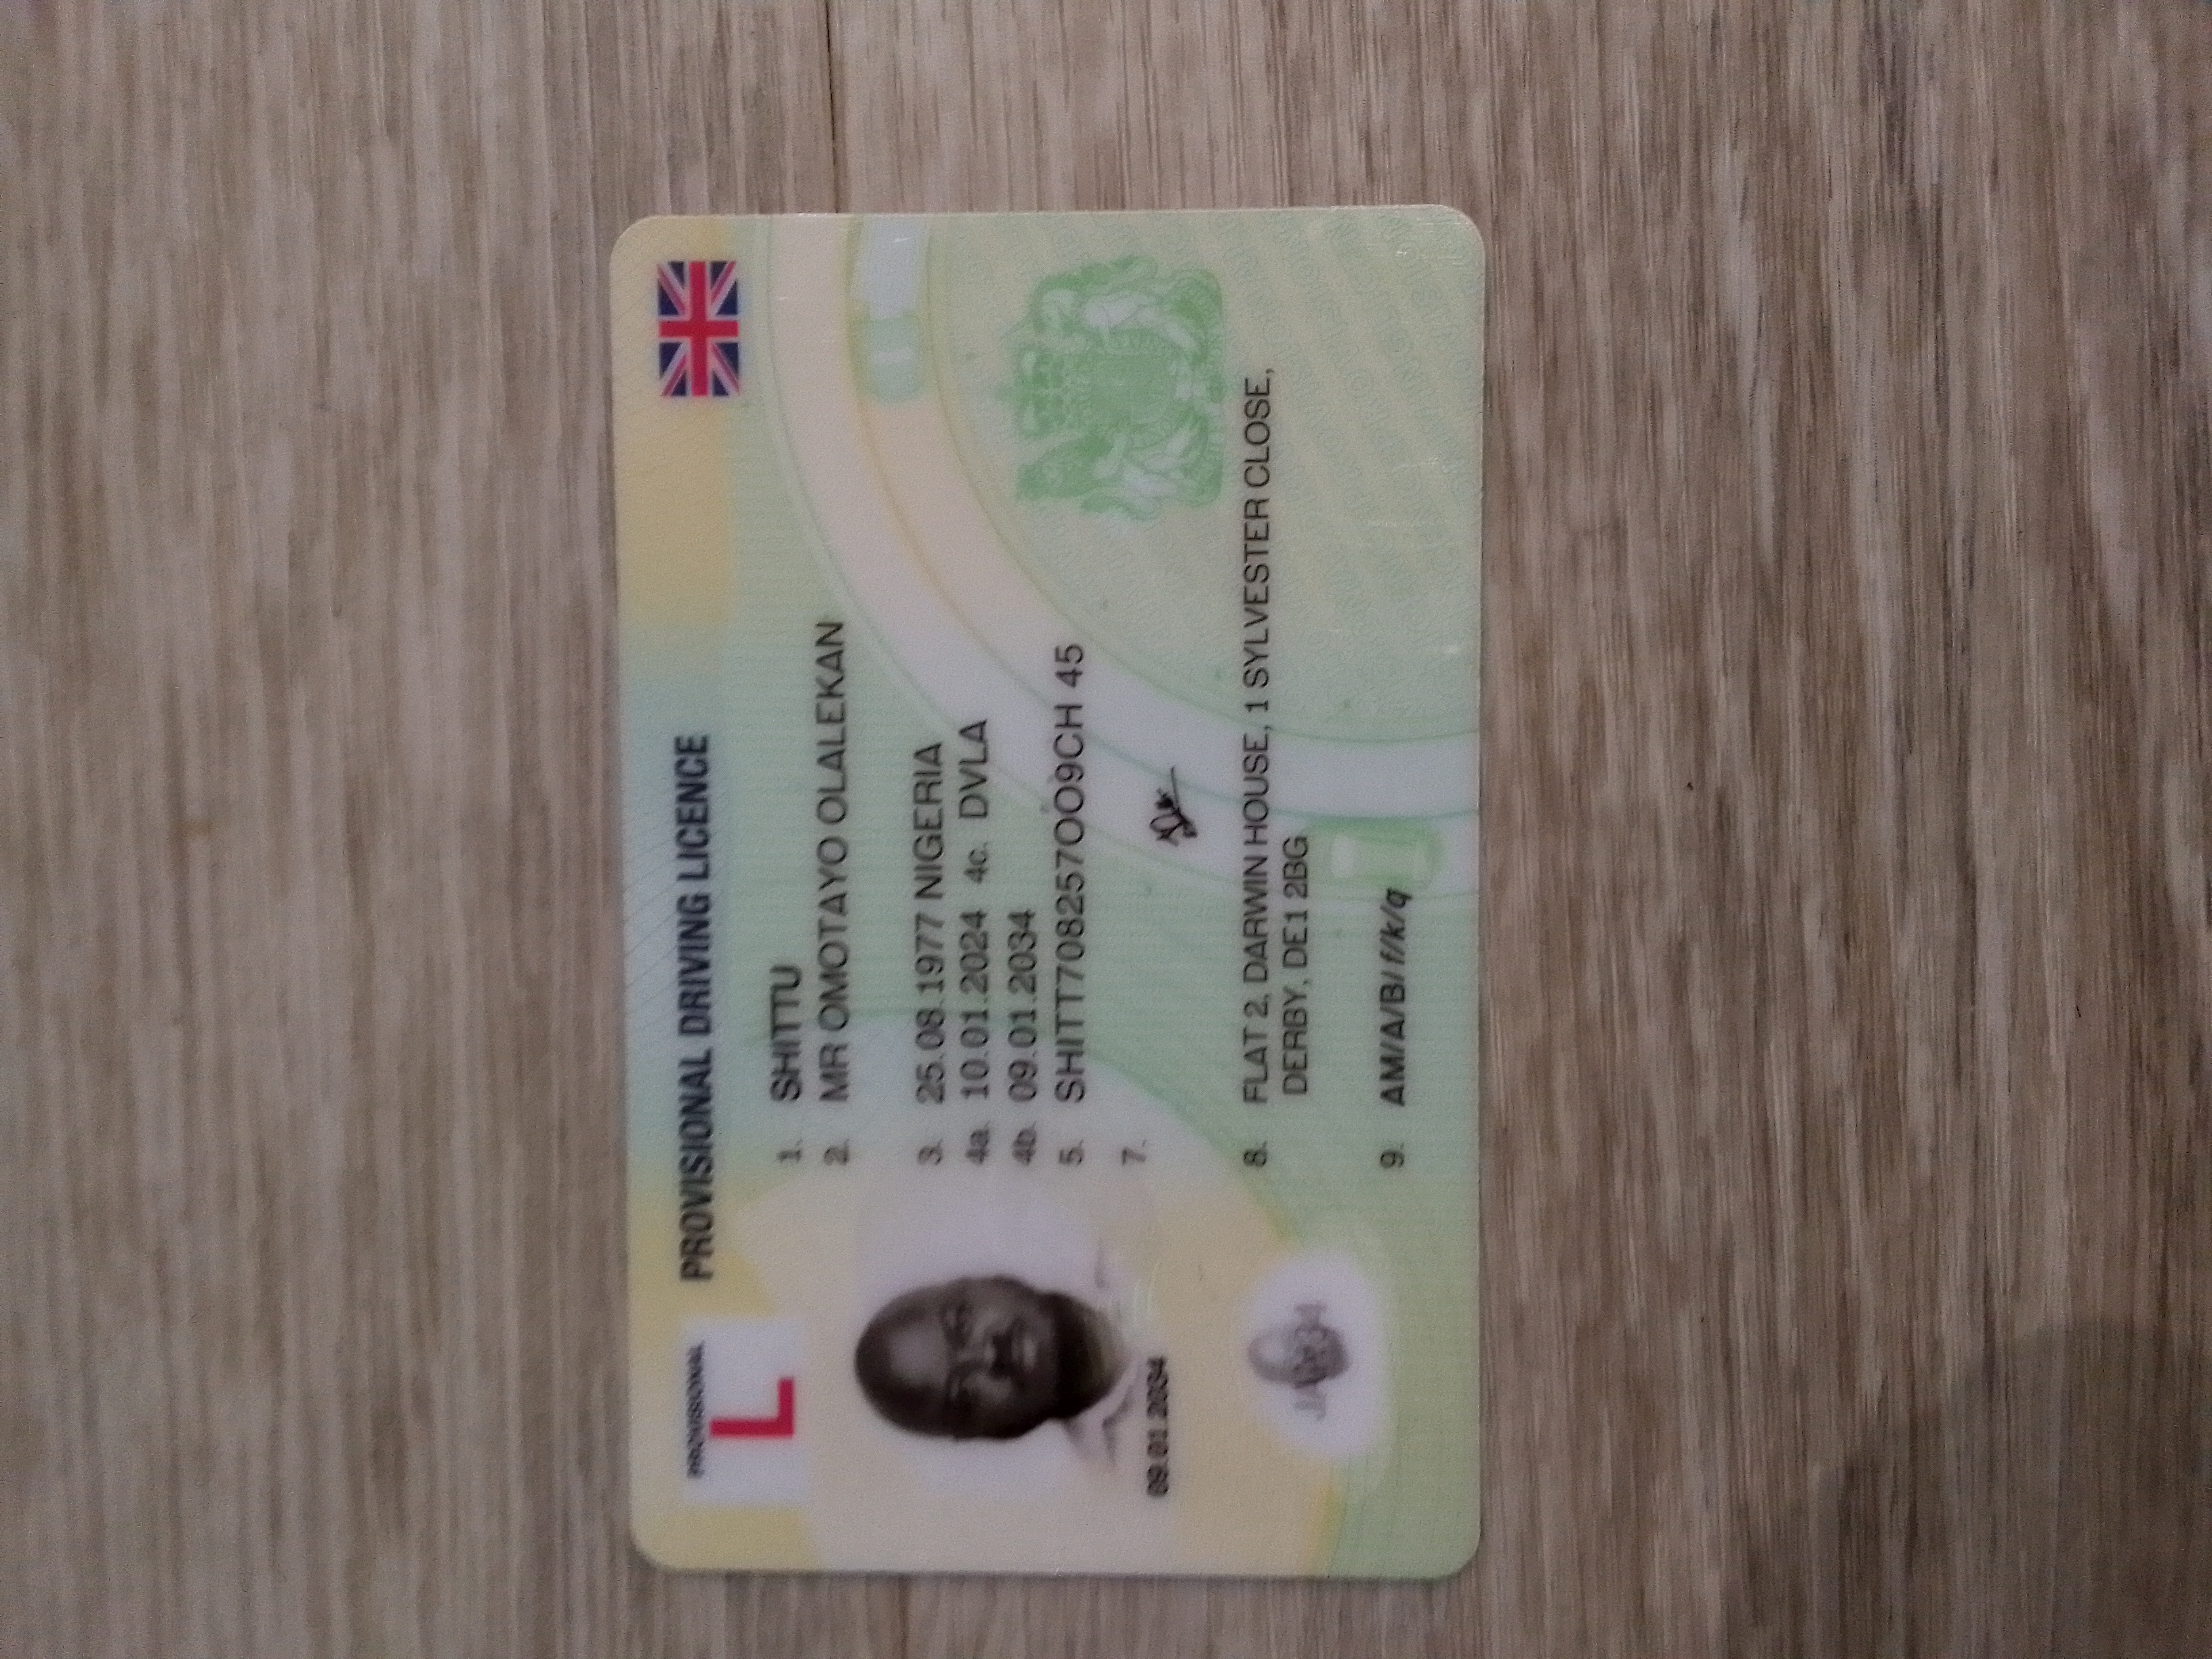 PROVISIONAL
L
PROVISIONAL DRIVING LICENCE
1. SHITTU
2. MR OMOTAYO OLALEKAN
3. 25.08.1977 NIGERIA
4a. 10.01.2024 4c. DVLA
4b. 09.01.2034
5. SHITT708257OO9CH 45
7.
09.01.2034
8. FLAT 2, DARWIN HOUSE, 1 SYLVESTER CLOSE,
DERBY, DE1 2BG
9. AM/A/B/f/k/q